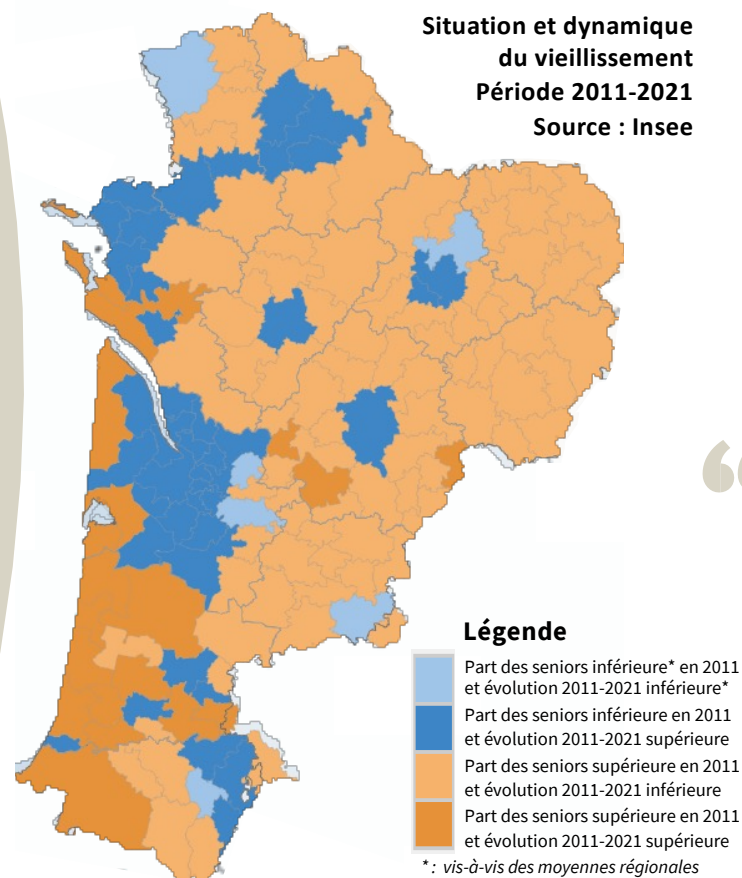 Situation et dynamique
du vieillissement
Période 2011-2021
Source : Insee
“
Légende
Part des seniors inférieure* en 2011
et évolution 2011-2021 inférieure*
Part des seniors inférieure en 2011
et évolution 2011-2021 supérieure
Part des seniors supérieure en 2011
et évolution 2011-2021 inférieure
Part des seniors supérieure en 2011
et évolution 2011-2021 supérieure
* : vis-à-vis des moyennes régionales